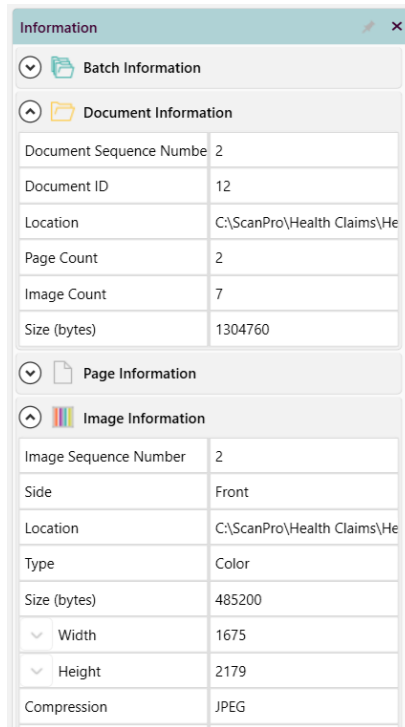 Information
Batch Information
Document Information
Document Sequence Numbe 2
Document ID 12
Location C:\ScanPro\Health Claims\He
Page Count 2
Image Count 7
Size (bytes) 1304760
Page Information
Image Information
Image Sequence Number 2
Side Front
Location C:\ScanPro\Health Claims\He
Type Color
Size (bytes) 485200
Width 1675
Height 2179
Compression JPEG